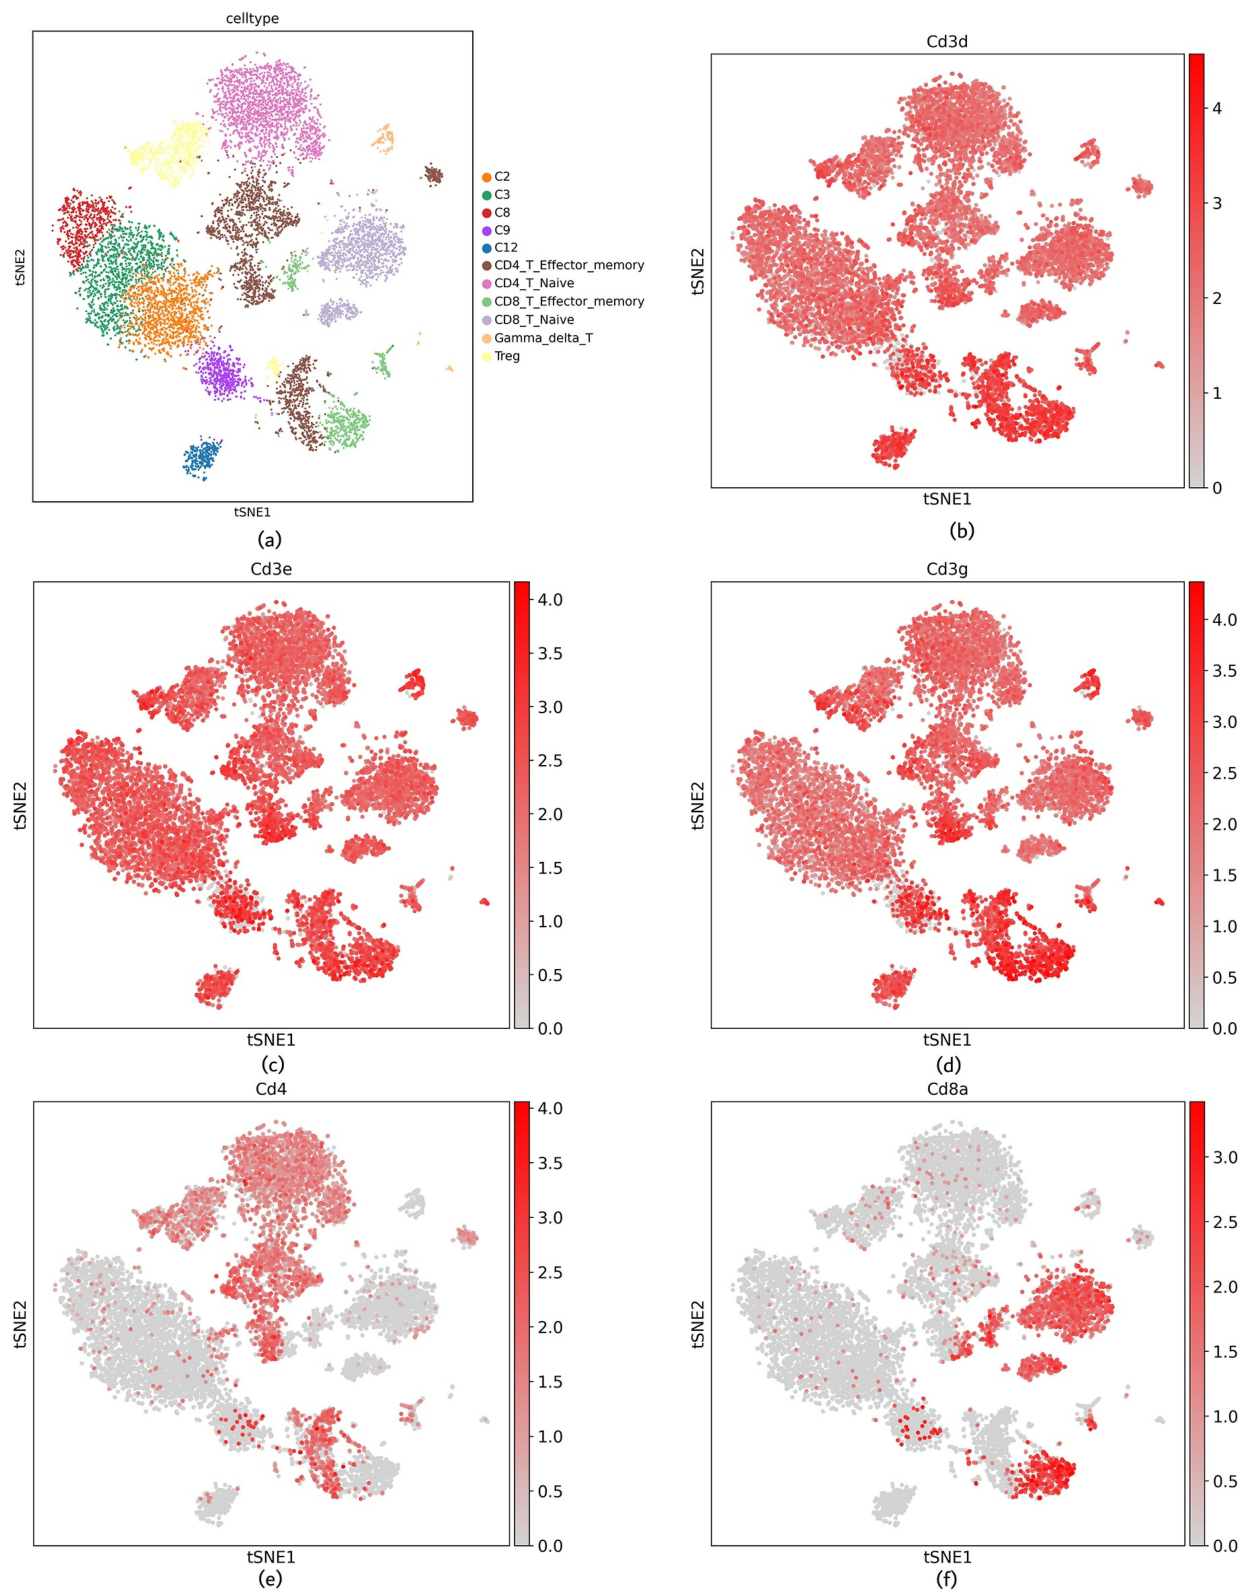 celltype
tSNE2
C2
C3
C8
C9
C12
CD4_T_Effector_memory
CD4_T_Naive
CD8_T_Effector_memory
CD8_T_Naive
Gamma_delta_T
Treg
tSNE1
(a)
Cd3d
tSNE2
4
3
2
1
0
tSNE1
(b)
Cd3e
tSNE2
4.0
3.5
3.0
2.5
2.0
1.5
1.0
0.5
0.0
tSNE1
(c)
Cd3g
tSNE2
4.0
3.5
3.0
2.5
2.0
1.5
1.0
0.5
0.0
tSNE1
(d)
Cd4
tSNE2
4.0
3.5
3.0
2.5
2.0
1.5
1.0
0.5
0.0
tSNE1
(e)
Cd8a
tSNE2
3.0
2.5
2.0
1.5
1.0
0.5
0.0
tSNE1
(f)